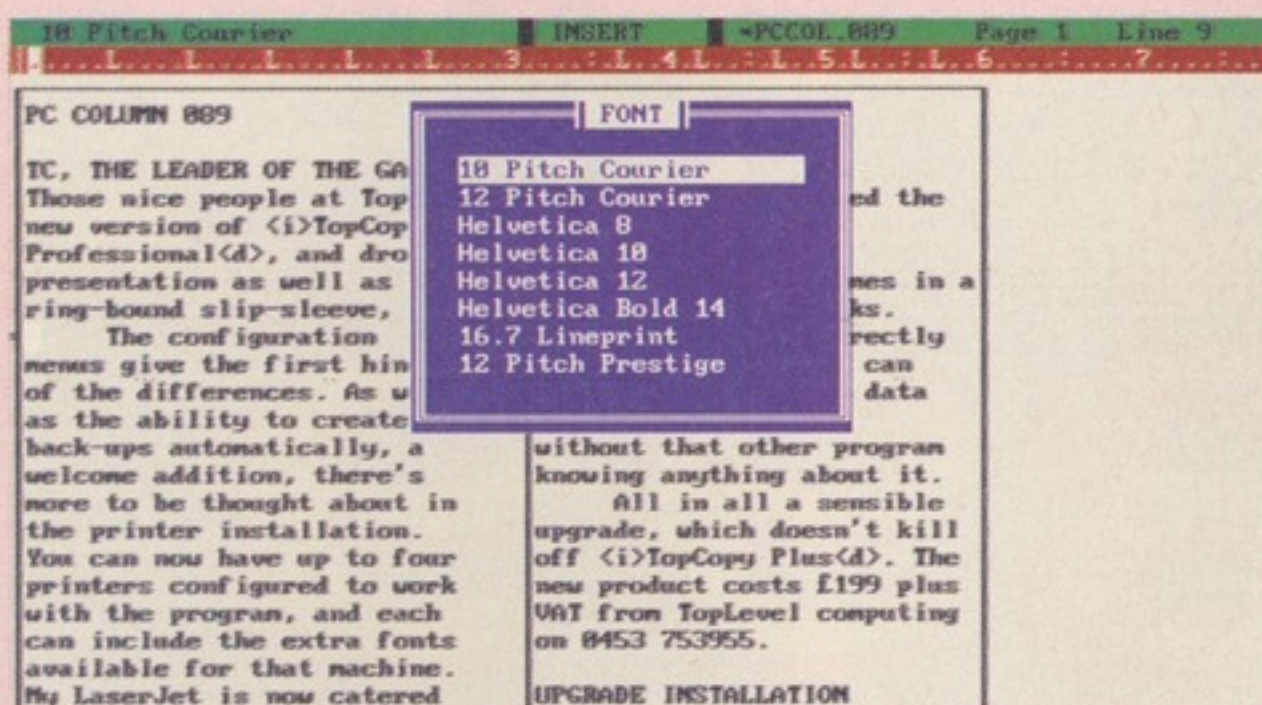 10 Pitch Courier INSERT *PCCOL.089 Page 1 Line 9
L....L....L....L....L....3....:.L..4.L..:.L..5.L..:.L..6....:....7....:..
PC COLUMN 089
TC, THE LEADER OF THE GA
Those nice people at Top
new version of <i>TopCop
Professional<d>, and dro
presentation as well as
ring-bound slip-sleeve,
The configuration
menus give the first hin
of the differences. As w
as the ability to create
back-ups automatically, a
welcome addition, there's
more to be thought about in
the printer installation.
You can now have up to four
printers configured to work
with the program, and each
can include the extra fonts
available for that machine.
My LaserJet is now catered
FONT
10 Pitch Courier
12 Pitch Courier
Helvetica 8
Helvetica 10
Helvetica 12
Helvetica Bold 14
16.7 Lineprint
12 Pitch Prestige
ed the
mes in a
ks.
rectly
can
data
without that other program
knowing anything about it.
All in all a sensible
upgrade, which doesn't kill
off <i>TopCopy Plus<d>. The
new product costs £199 plus
VAT from TopLevel computing
on 0453 753955.
UPGRADE INSTALLATION